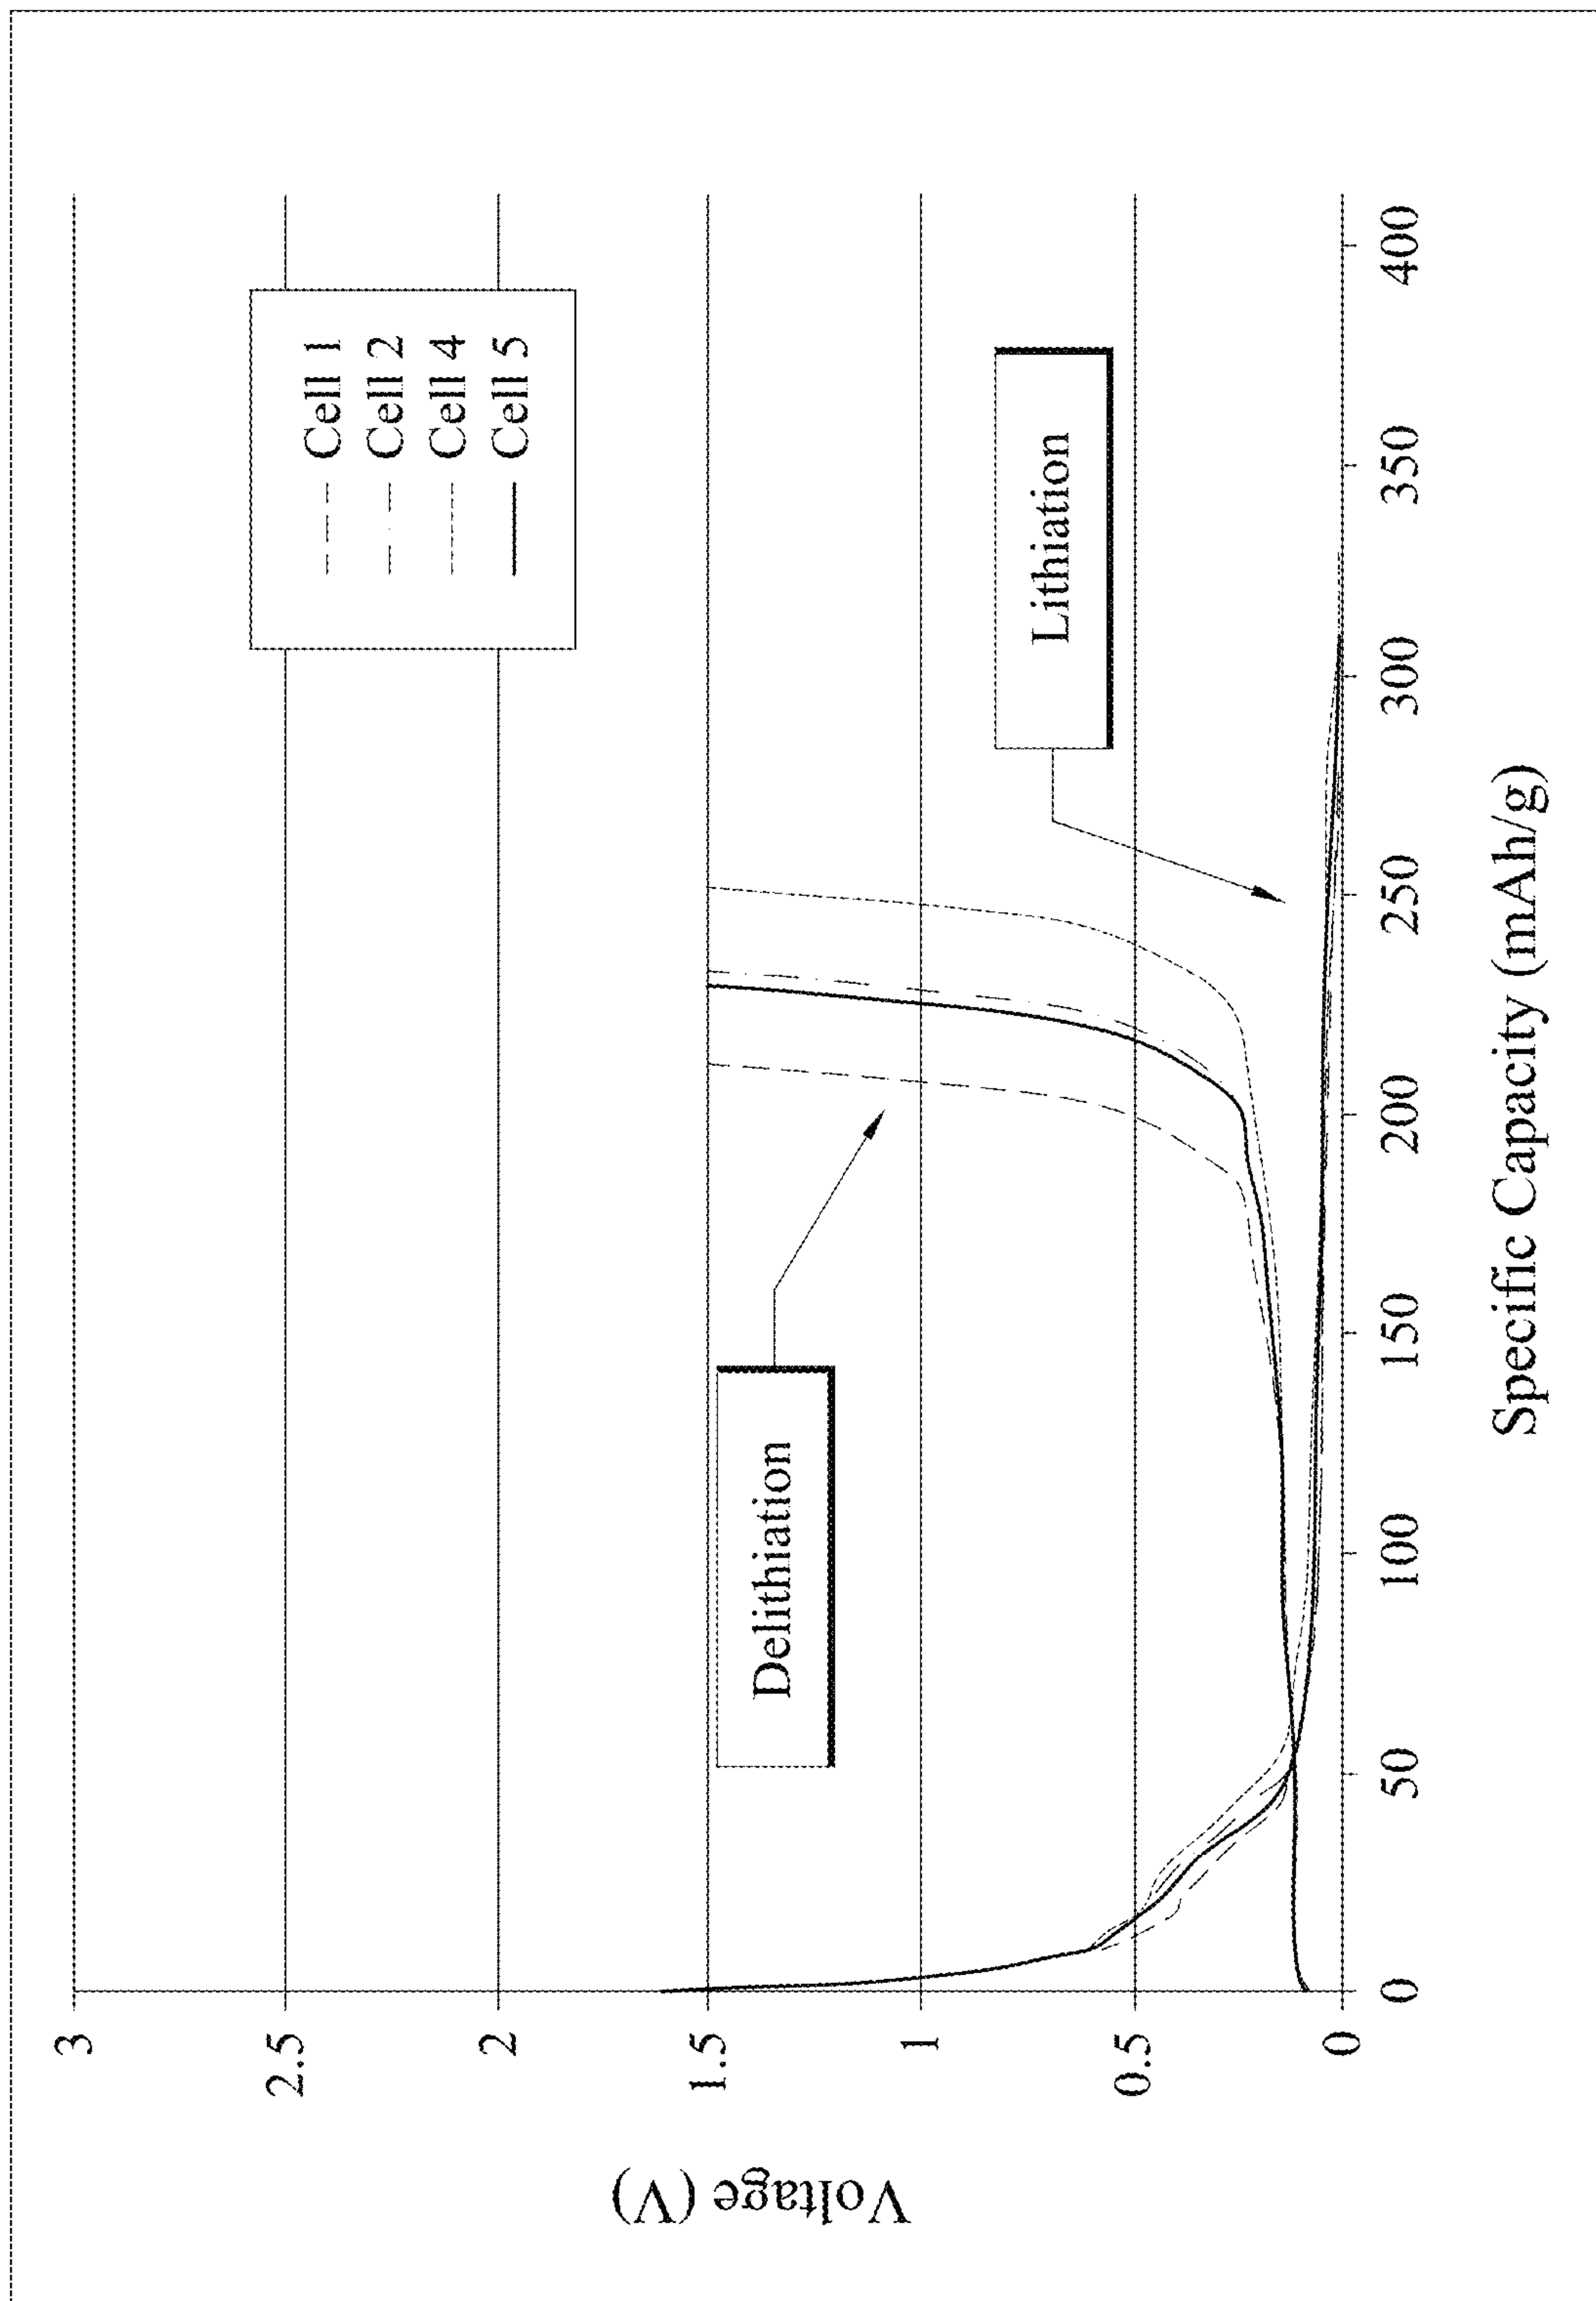 Voltage (V)
3
2.5
2
1.5
1
0.5
0
Cell 1
Cell 2
Cell 4
Cell 5
Delithiation
Lithiation
0
50
100
150
200
250
300
350
400
Specific Capacity (mAh/g)